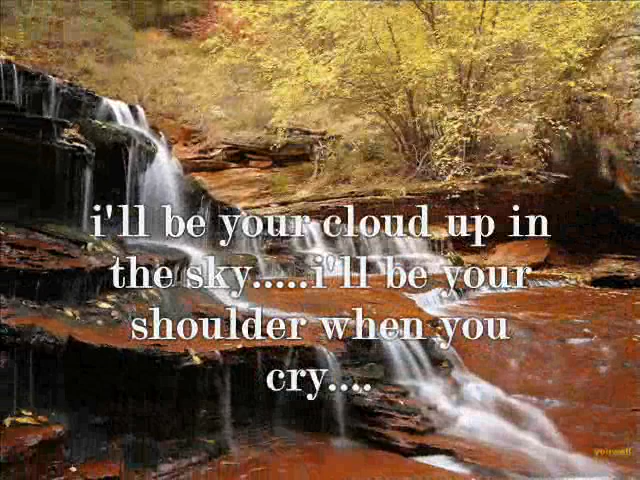 i'll be your cloud up in
the sky.....i'll be your
shoulder when you
cry....